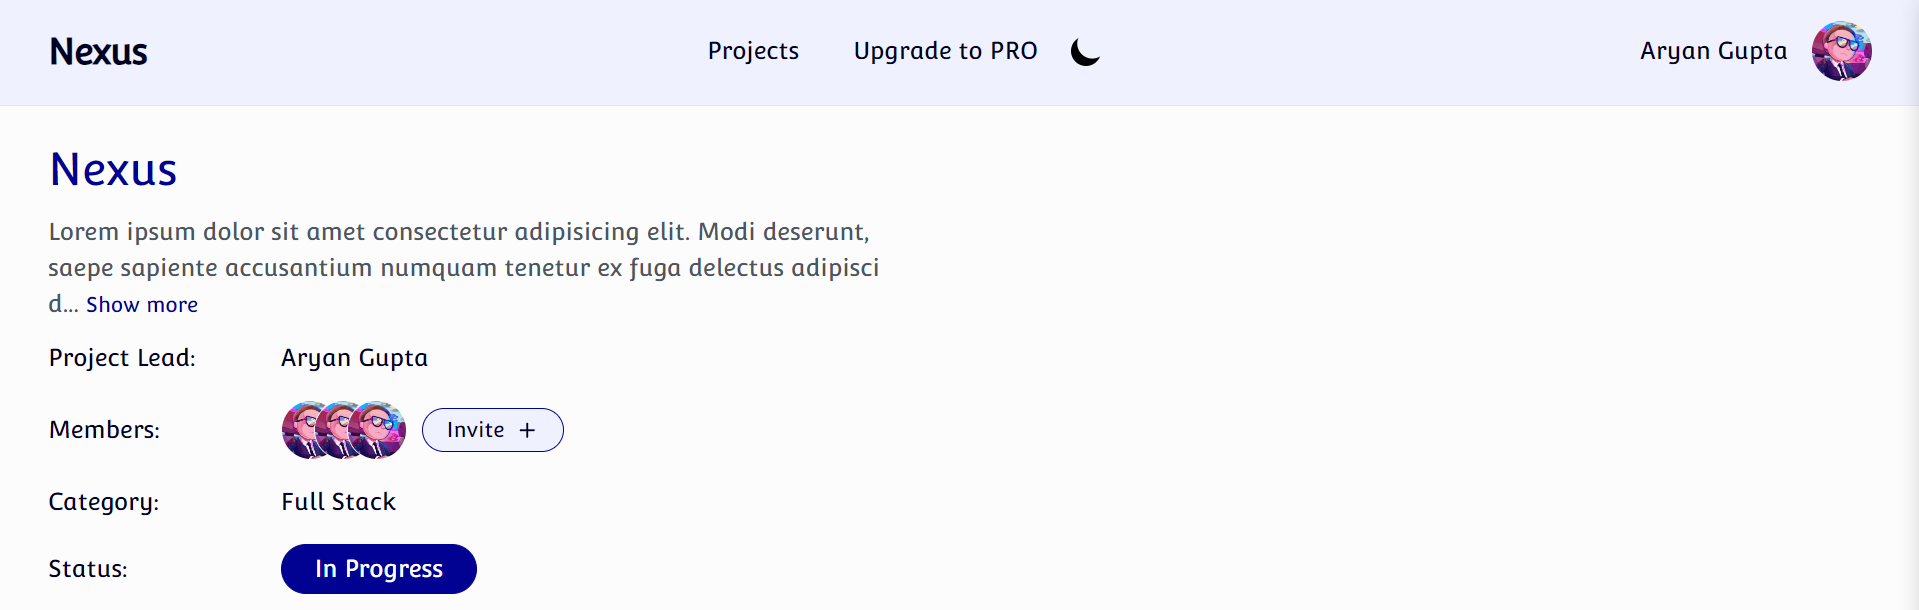 Nexus Projects Upgrade to PRO Aryan Gupta
Nexus
Lorem ipsum dolor sit amet consectetur adipisicing elit. Modi deserunt,
saepe sapiente accusantium numquam tenetur ex fuga delectus adipisci
d... Show more
Project Lead: Aryan Gupta
Members: Invite +
Category: Full Stack
Status: In Progress